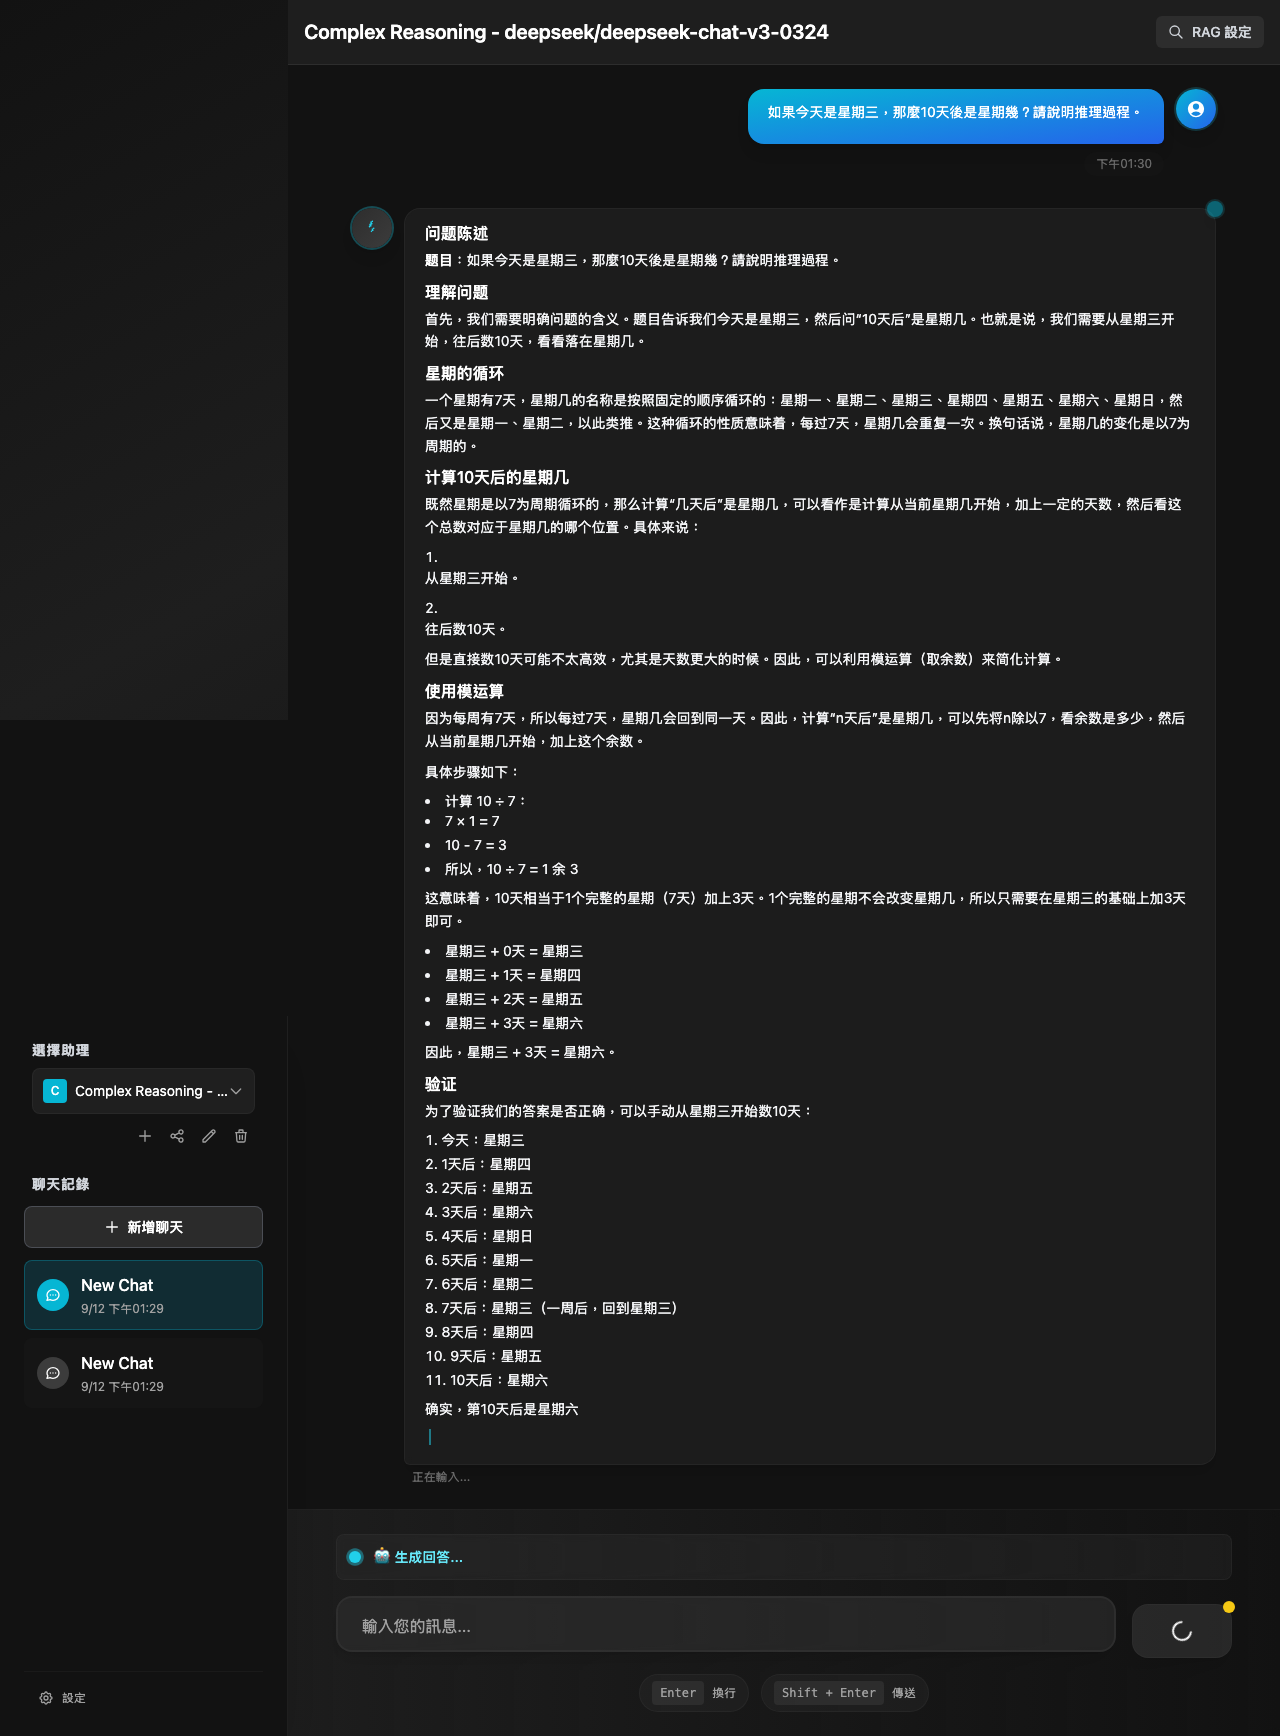 Complex Reasoning - deepseek/deepseek-chat-v3-0324
RAG 設定
如果今天是星期三，那麼10天後是星期幾？請說明推理過程。
下午01:30
问题陈述
题目：如果今天是星期三，那麼10天後是星期幾？請說明推理過程。
理解问题
首先，我们需要明确问题的含义。题目告诉我们今天是星期三，然后问“10天后”是星期几。也就是说，我们需要从星期三开
始，往后数10天，看看落在星期几。
星期的循环
一个星期有7天，星期几的名称是按照固定的顺序循环的：星期一、星期二、星期三、星期四、星期五、星期六、星期日，然
后又是星期一、星期二，以此类推。这种循环的性质意味着，每过7天，星期几会重复一次。换句话说，星期几的变化是以7为
周期的。
计算10天后的星期几
既然星期是以7为周期循环的，那么计算“几天后”是星期几，可以看作是计算从当前星期几开始，加上一定的天数，然后看这
个总数对应于星期几的哪个位置。具体来说：
1.
从星期三开始。
2.
往后数10天。
但是直接数10天可能不太高效，尤其是天数更大的时候。因此，可以利用模运算（取余数）来简化计算。
使用模运算
因为每周有7天，所以每过7天，星期几会回到同一天。因此，计算“n天后”是星期几，可以先将n除以7，看余数是多少，然后
从当前星期几开始，加上这个余数。
具体步骤如下：
• 计算 10 ÷ 7：
• 7 × 1 = 7
• 10 - 7 = 3
• 所以，10 ÷ 7 = 1 余 3
这意味着，10天相当于1个完整的星期（7天）加上3天。1个完整的星期不会改变星期几，所以只需要在星期三的基础上加3天
即可。
• 星期三 + 0天 = 星期三
• 星期三 + 1天 = 星期四
• 星期三 + 2天 = 星期五
• 星期三 + 3天 = 星期六
因此，星期三 + 3天 = 星期六。
验证
为了验证我们的答案是否正确，可以手动从星期三开始数10天：
1. 今天：星期三
2. 1天后：星期四
3. 2天后：星期五
4. 3天后：星期六
5. 4天后：星期日
6. 5天后：星期一
7. 6天后：星期二
8. 7天后：星期三（一周后，回到星期三）
9. 8天后：星期四
10. 9天后：星期五
11. 10天后：星期六
确实，第10天后是星期六
正在輸入...
選擇助理
C Complex Reasoning - ...
聊天記錄
新增聊天
New Chat
9/12 下午01:29
New Chat
9/12 下午01:29
設定
生成回答...
輸入您的訊息...
Enter 換行
Shift + Enter 傳送